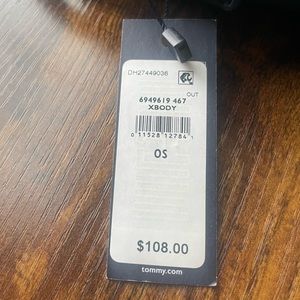 DH27449036
OUT
6949619 467
XBODY
0 11528 12784 1
OS
$108.00
tommy.com